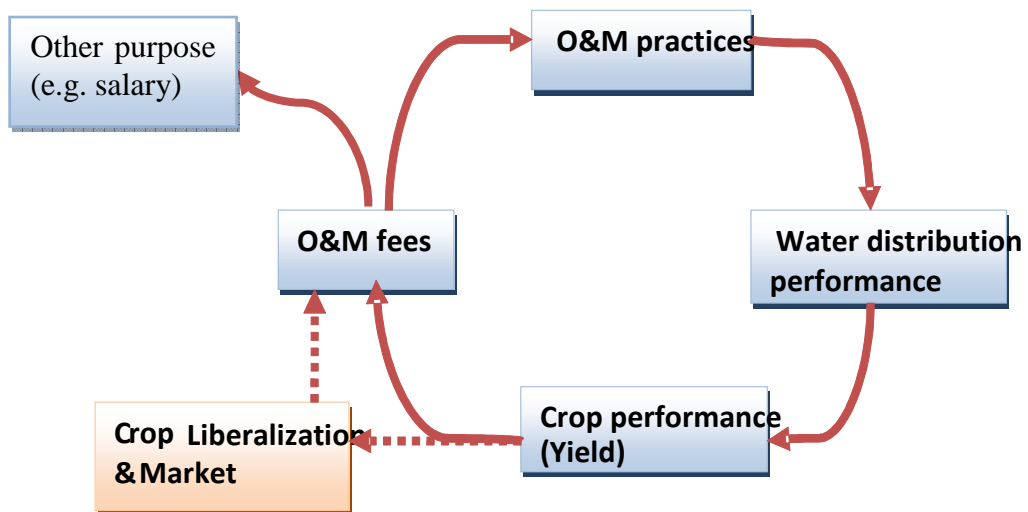 Other purpose
(e.g. salary)
O&M practices
O&M fees
Water distribution
performance
Crop performance
(Yield)
Crop Liberalization
& Market